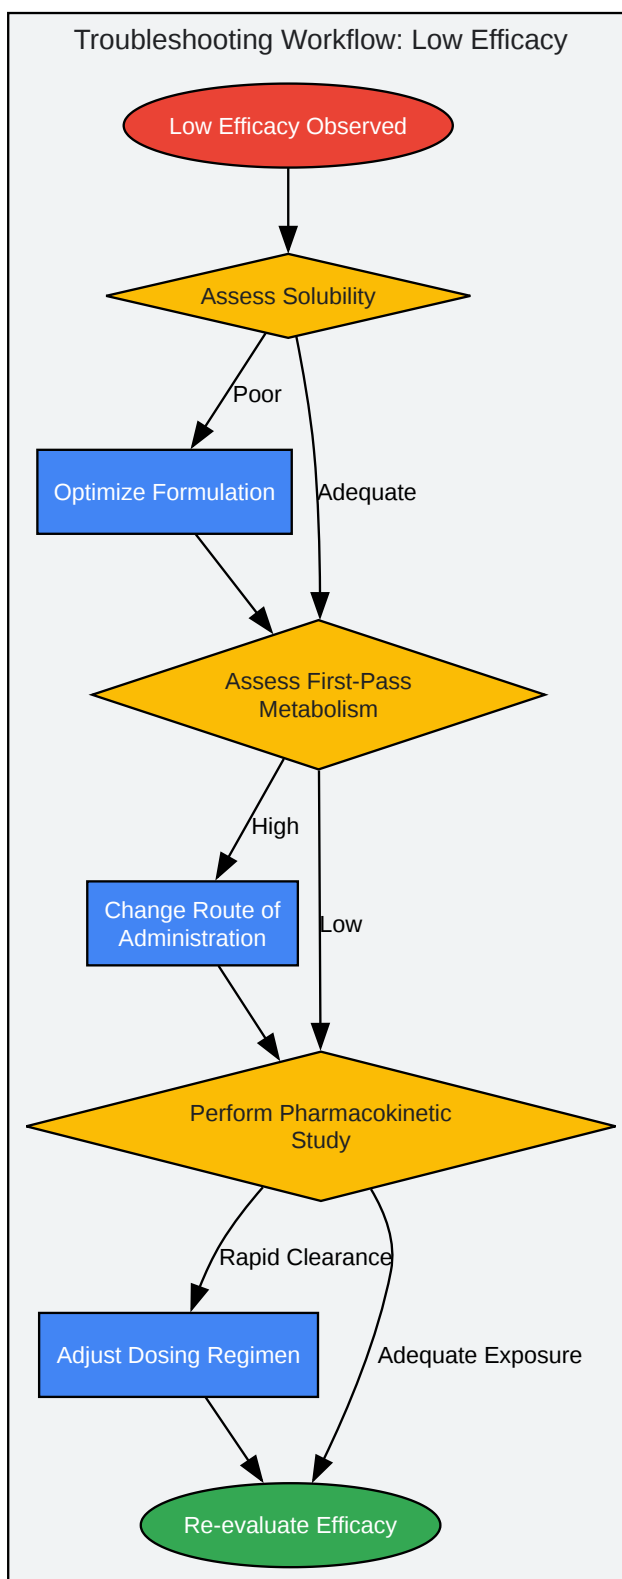 Troubleshooting Workflow: Low Efficacy
Low Efficacy Observed
Assess Solubility
Poor
Optimize Formulation
Adequate
Assess First-Pass
Metabolism
High
Change Route of
Administration
Low
Perform Pharmacokinetic
Study
Rapid Clearance
Adjust Dosing Regimen
Adequate Exposure
Re-evaluate Efficacy